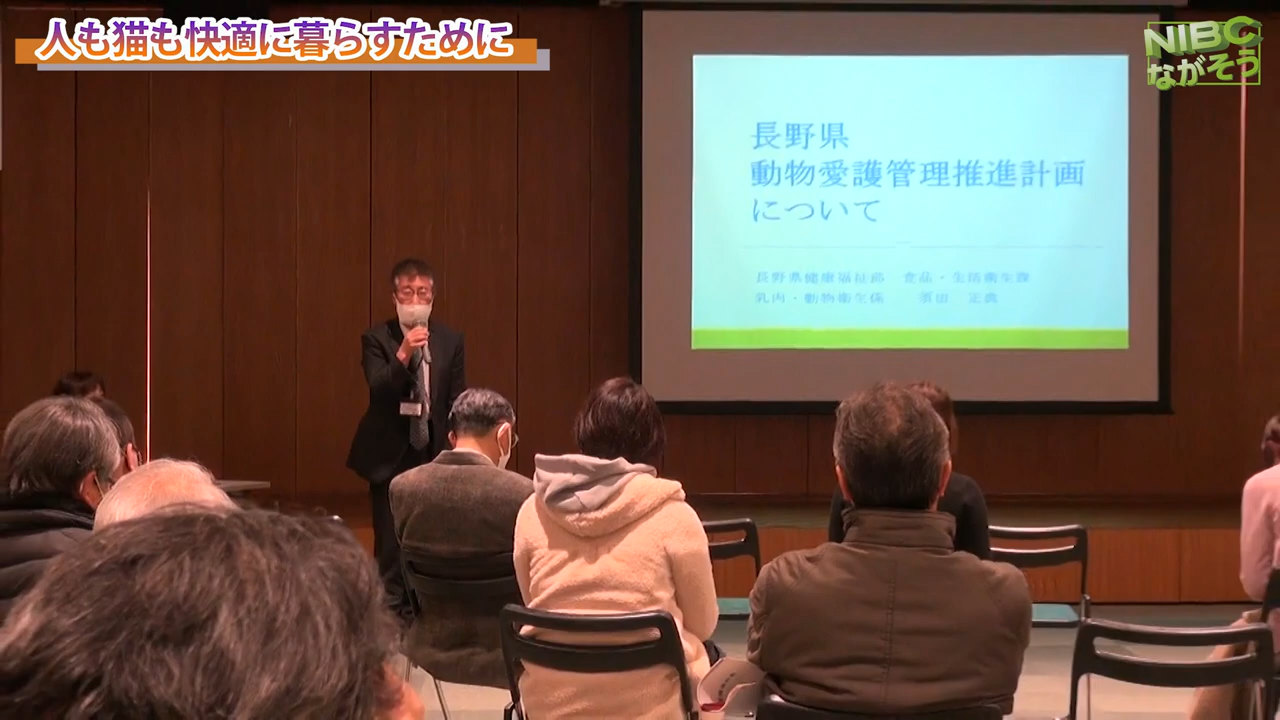 人も猫も快適に暮らすために
NIBC
ながそう
長野県
動物愛護管理推進計画
について
長野県健康福祉部 食品・生活衛生課
乳肉・動物衛生係